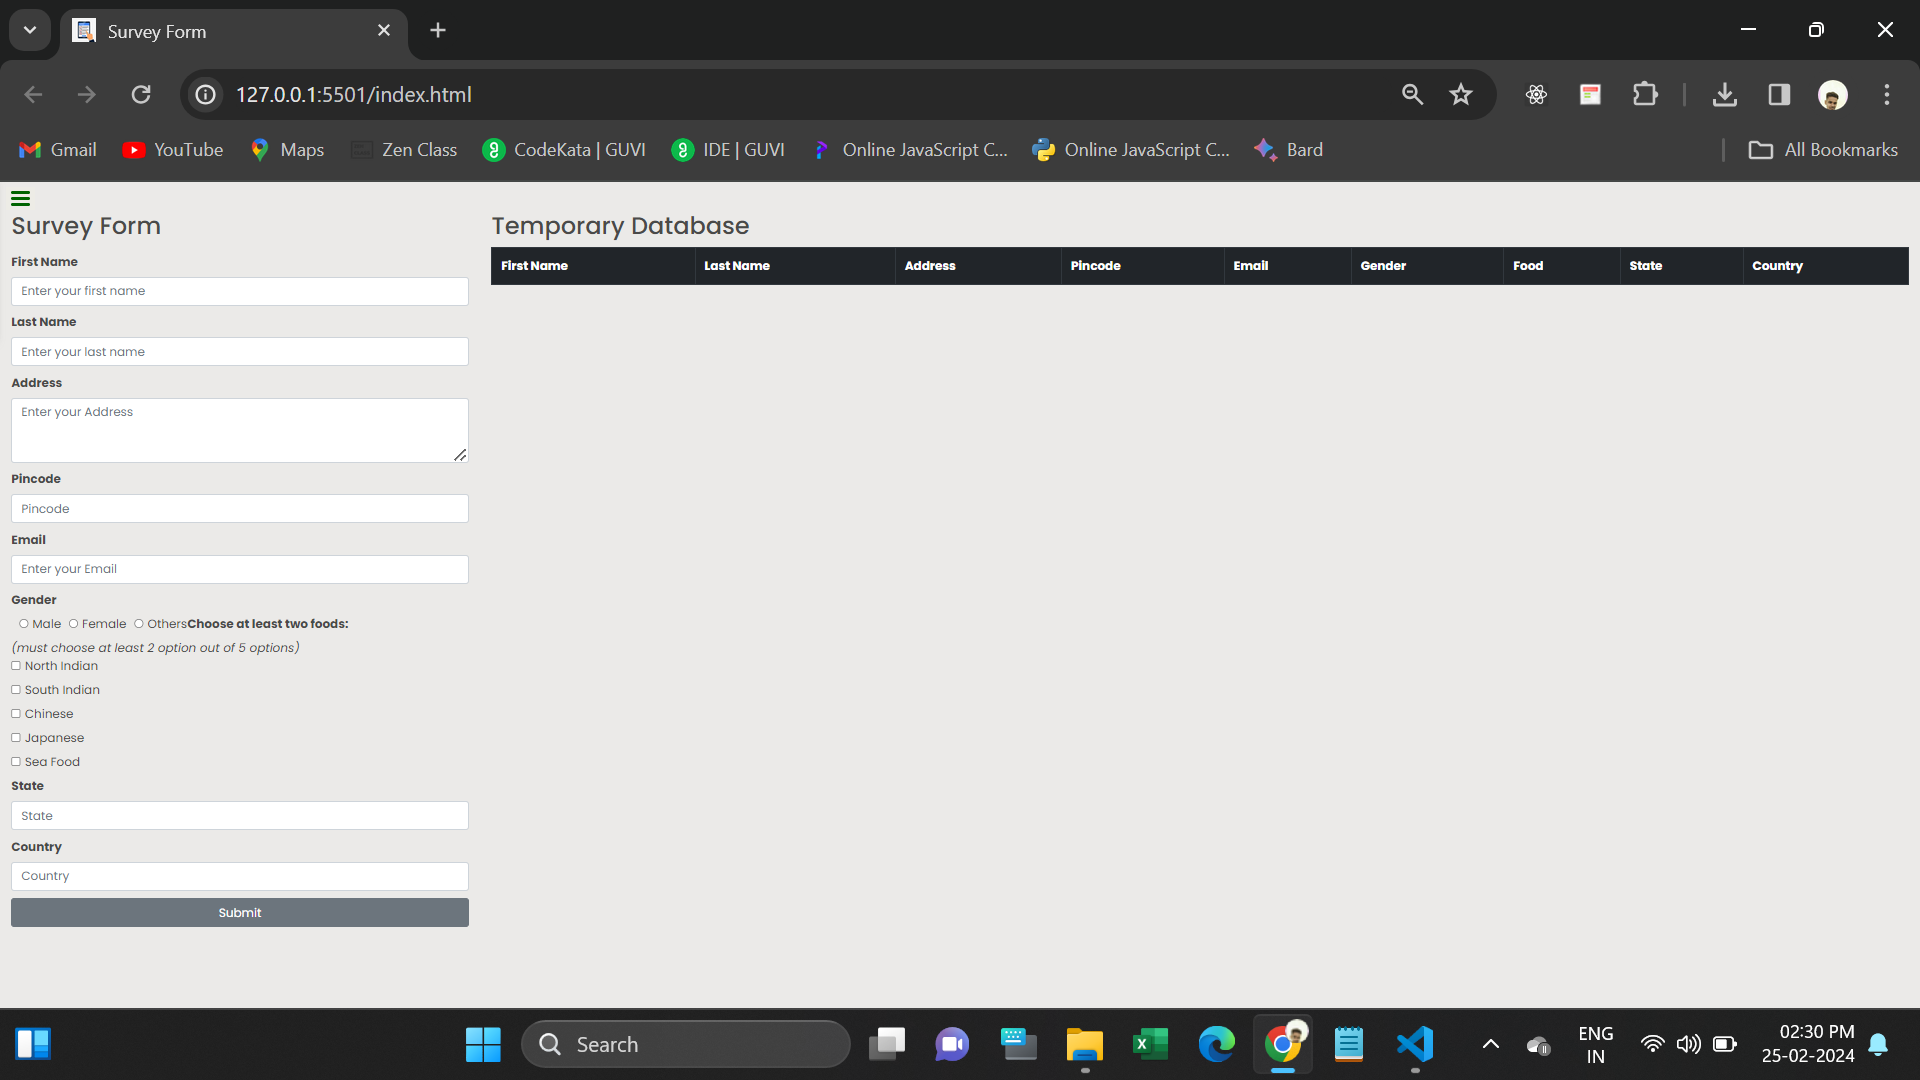 Survey Form
127.0.0.1:5501/index.html
Gmail YouTube Maps Zen Class CodeKata | GUVI IDE | GUVI Online JavaScript C... Online JavaScript C... Bard All Bookmarks
Survey Form
First Name
Enter your first name
Last Name
Enter your last name
Address
Enter your Address
Pincode
Pincode
Email
Enter your Email
Gender
Male Female OthersChoose at least two foods:
(must choose at least 2 option out of 5 options)
North Indian
South Indian
Chinese
Japanese
Sea Food
State
State
Country
Country
Submit
Temporary Database
First Name Last Name Address Pincode Email Gender Food State Country
Search
ENG
IN
02:30 PM
25-02-2024